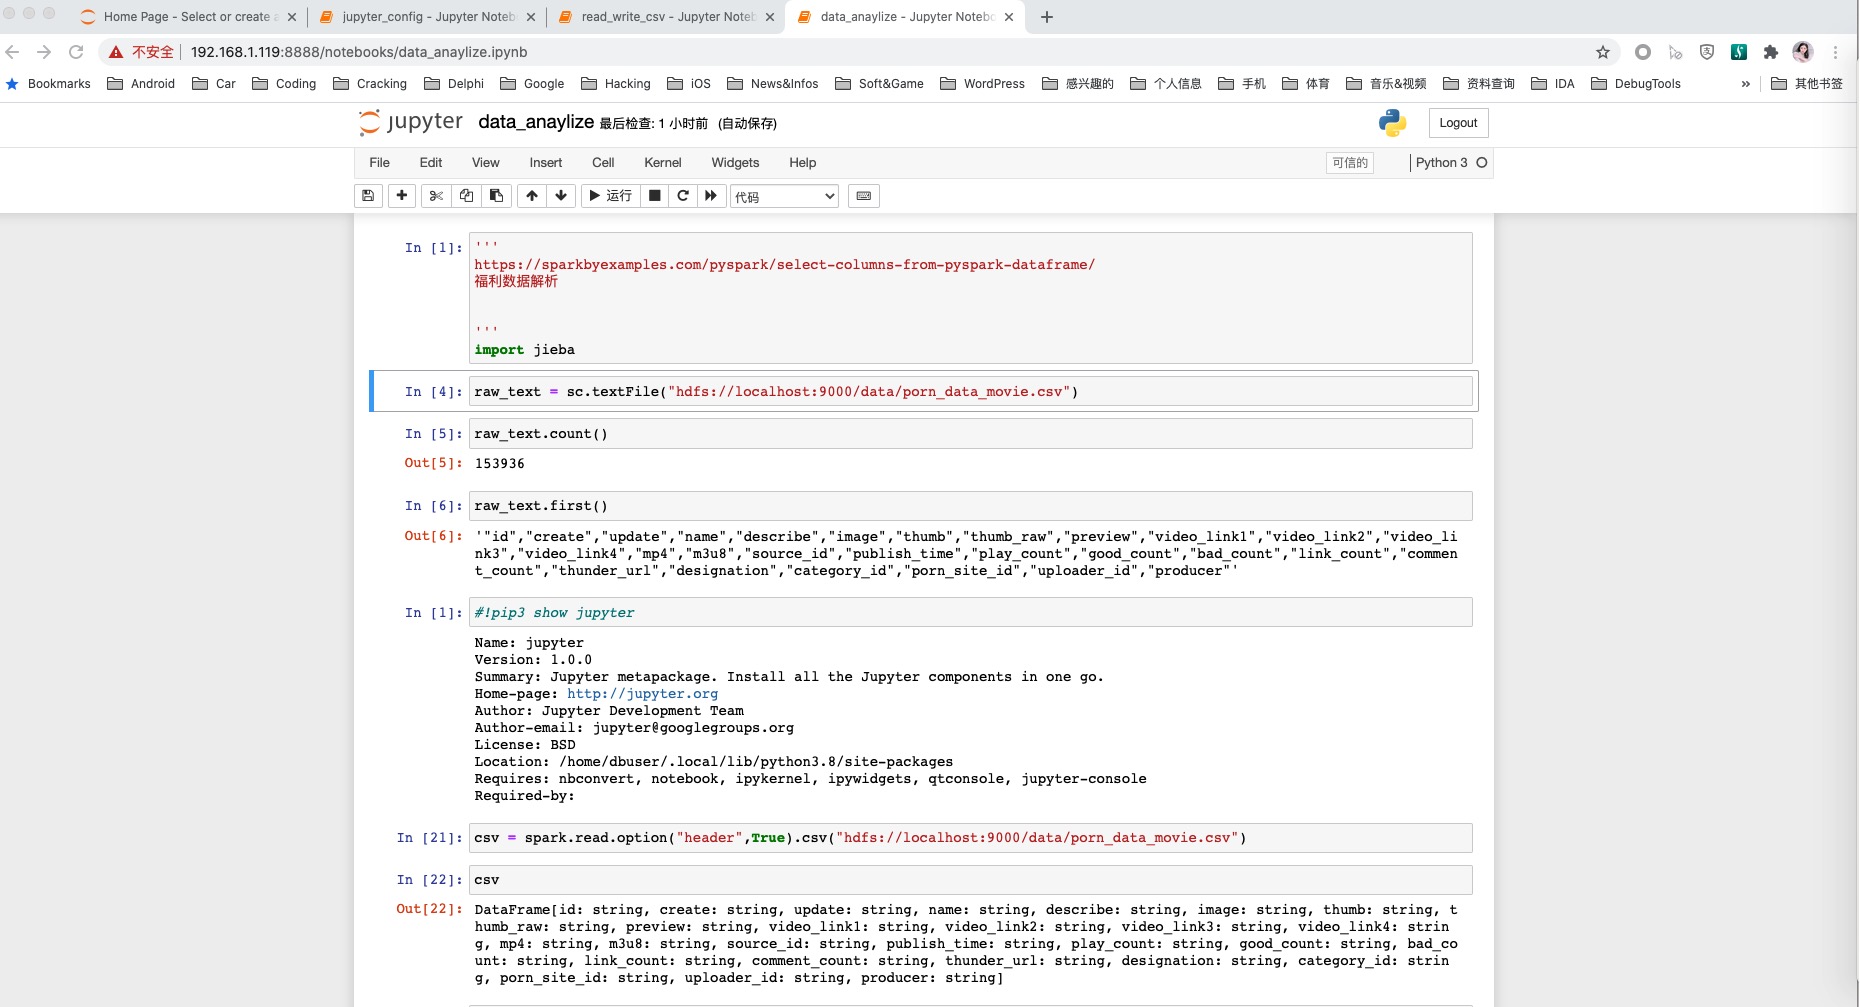 Home Page - Select or create a
jupyter_config - Jupyter Noteb
read_write_csv - Jupyter Noteb
data_anaylize - Jupyter Notebo
不安全 192.168.1.119:8888/notebooks/data_anaylize.ipynb
Bookmarks Android Car Coding Cracking Delphi Google Hacking iOS News&Infos Soft&Game WordPress 感兴趣的 个人信息 手机 体育 音乐&视频 资料查询 IDA DebugTools » 其他书签
jupyter data_anaylize 最后检查: 1 小时前 (自动保存) Logout
File Edit View Insert Cell Kernel Widgets Help 可信的 Python 3
运行 代码
In [1]: '''
https://sparkbyexamples.com/pyspark/select-columns-from-pyspark-dataframe/
福利数据解析
'''
import jieba
In [4]: raw_text = sc.textFile("hdfs://localhost:9000/data/porn_data_movie.csv")
In [5]: raw_text.count()
Out[5]: 153936
In [6]: raw_text.first()
Out[6]: '"id","create","update","name","describe","image","thumb","thumb_raw","preview","video_link1","video_link2","video_li
nk3","video_link4","mp4","m3u8","source_id","publish_time","play_count","good_count","bad_count","link_count","commen
t_count","thunder_url","designation","category_id","porn_site_id","uploader_id","producer"'
In [1]: #!pip3 show jupyter
Name: jupyter
Version: 1.0.0
Summary: Jupyter metapackage. Install all the Jupyter components in one go.
Home-page: http://jupyter.org
Author: Jupyter Development Team
Author-email: jupyter@googlegroups.org
License: BSD
Location: /home/dbuser/.local/lib/python3.8/site-packages
Requires: nbconvert, notebook, ipykernel, ipywidgets, qtconsole, jupyter-console
Required-by:
In [21]: csv = spark.read.option("header",True).csv("hdfs://localhost:9000/data/porn_data_movie.csv")
In [22]: csv
Out[22]: DataFrame[id: string, create: string, update: string, name: string, describe: string, image: string, thumb: string, t
humb_raw: string, preview: string, video_link1: string, video_link2: string, video_link3: string, video_link4: strin
g, mp4: string, m3u8: string, source_id: string, publish_time: string, play_count: string, good_count: string, bad_co
unt: string, link_count: string, comment_count: string, thunder_url: string, designation: string, category_id: strin
g, porn_site_id: string, uploader_id: string, producer: string]